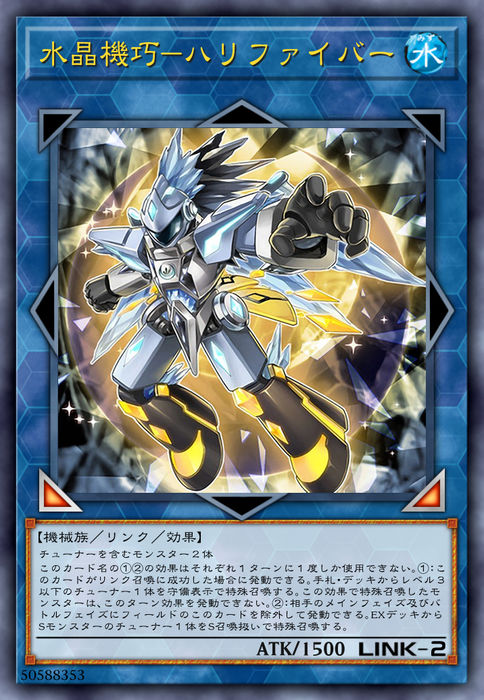 水晶機巧－ハリファイバー
みず
水
【機械族／リンク／効果】
チューナーを含むモンスター２体
このカード名の①②の効果はそれぞれ１ターンに１度しか使用できない。①：こ
のカードがリンク召喚に成功した場合に発動できる。手札・デッキからレベル３
以下のチューナー１体を守備表示で特殊召喚する。この効果で特殊召喚したモ
ンスターは、このターン効果を発動できない。②：相手のメインフェイズ及びバ
トルフェイズにフィールドのこのカードを除外して発動できる。EXデッキから
Sモンスターのチューナー１体をS召喚扱いで特殊召喚する。
ATK/1500 LINK-2
50588353